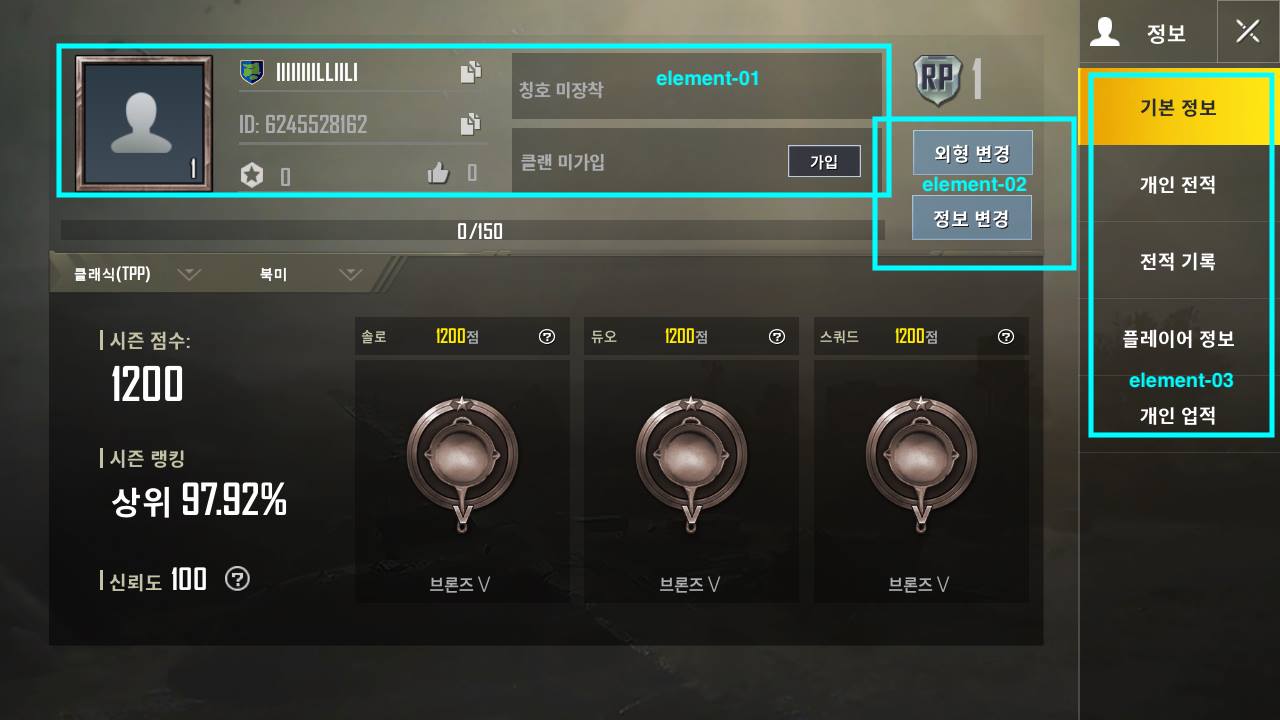 IIIIIIIILLIILI
칭호 미장착
element-01
RP 1
정보
ID: 6245528162
1
0
0
클랜 미가입
가입
외형 변경
element-02
정보 변경
0/150
기본 정보
개인 전적
전적 기록
플레이어 정보
element-03
개인 업적
클래식(TPP)
북미
시즌 점수:
1200
시즌 랭킹
상위 97.92%
신뢰도 100
솔로 1200점
V
브론즈 V
듀오 1200점
V
브론즈 V
스쿼드 1200점
V
브론즈 V